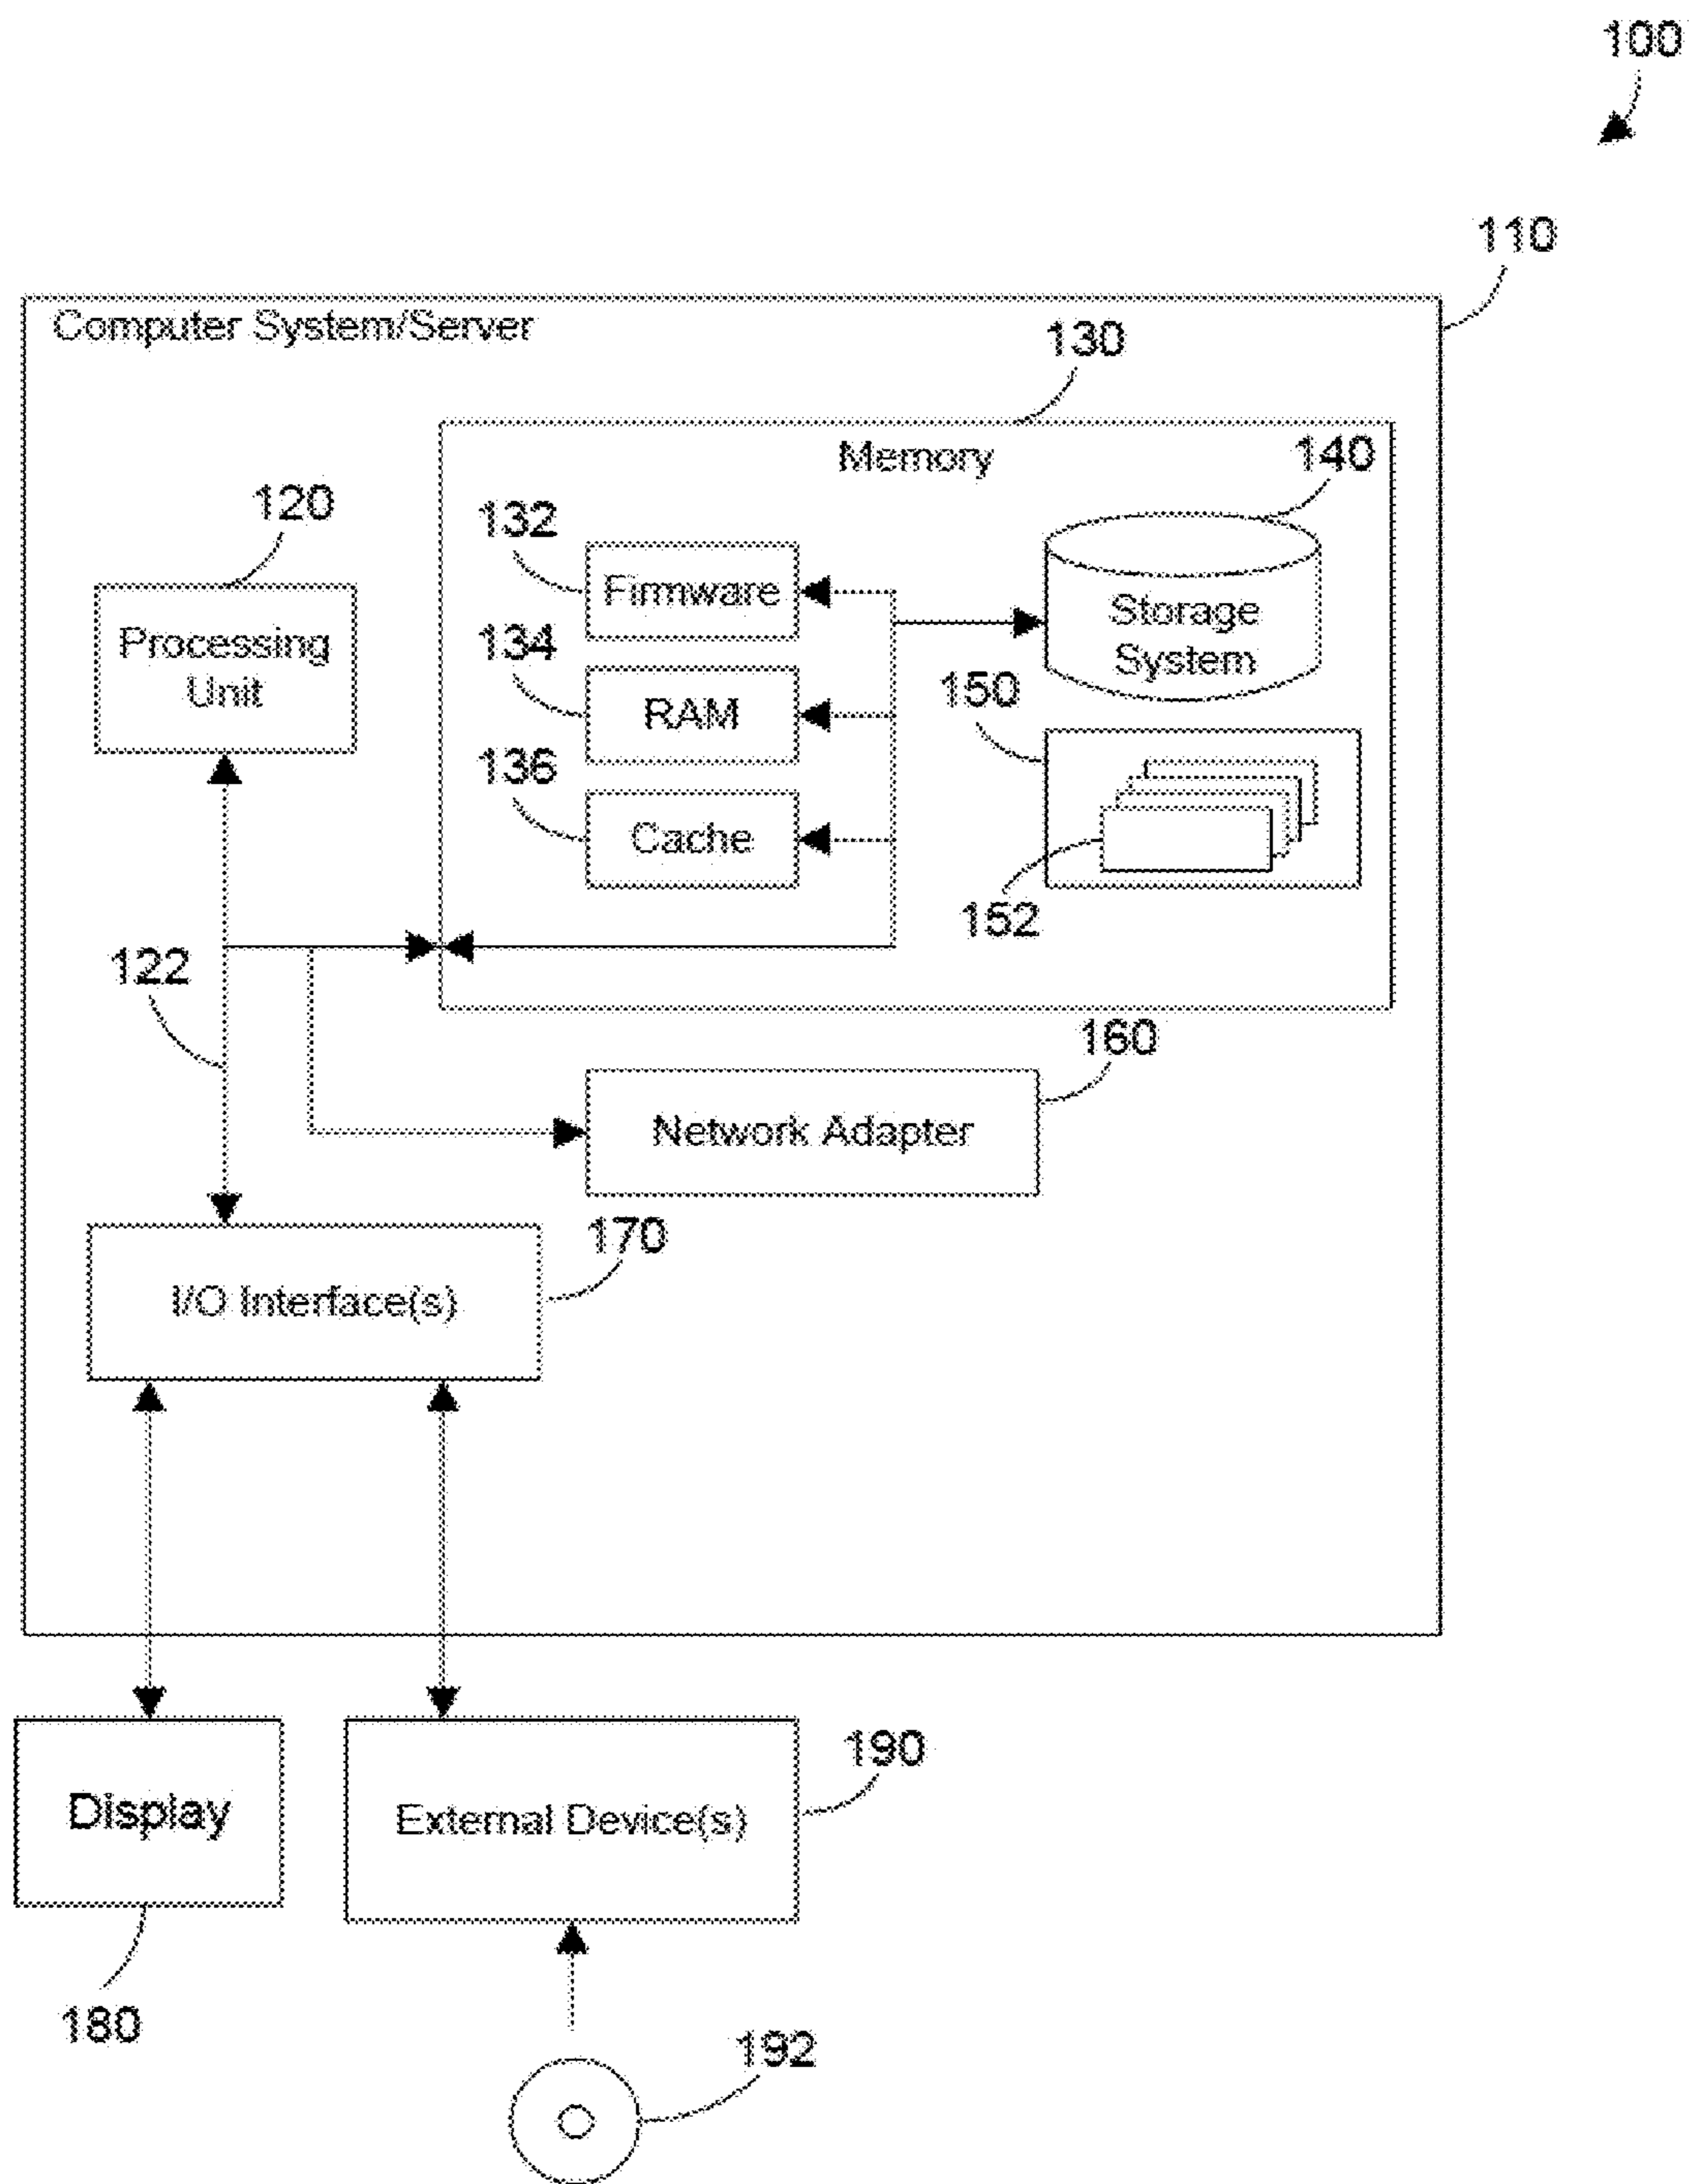 100
110
Computer System/Server
130
Memory
140
120
132
Firmware
Processing
Unit
134
RAM
Storage
System
150
136
Cache
152
122
160
Network Adapter
170
I/O Interface(s)
190
Display
External Device(s)
180
192